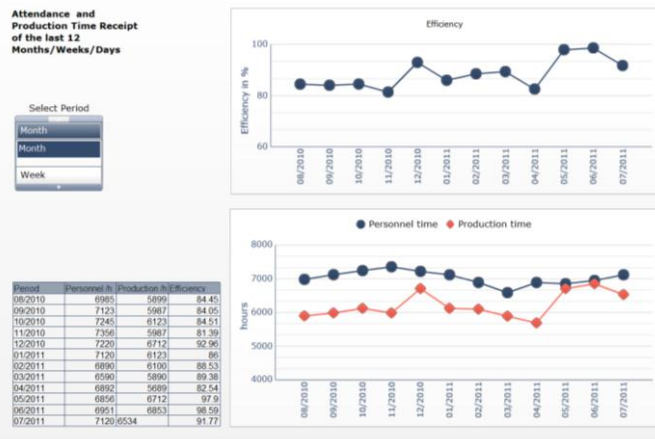 Attendance and
Production Time Receipt
of the last 12
Months/Weeks/Days
Select Period
Month
Month
Week
Efficiency
Efficiency in %
100
80
60
08/2010 09/2010 10/2010 11/2010 12/2010 01/2011 02/2011 03/2011 04/2011 05/2011 06/2011 07/2011
Personnel time Production time
hours
8000
7000
6000
5000
4000
08/2010 09/2010 10/2010 11/2010 12/2010 01/2011 02/2011 03/2011 04/2011 05/2011 06/2011 07/2011
Period Personnel /h Production /h Efficiency
08/2010 6985 5899 84.45
09/2010 7123 5987 84.05
10/2010 7245 6123 84.51
11/2010 7356 5987 81.39
12/2010 7220 6712 92.96
01/2011 7120 6123 86
02/2011 6890 6100 88.53
03/2011 6590 5890 89.38
04/2011 6892 5689 82.54
05/2011 6856 6712 97.9
06/2011 6951 6853 98.59
07/2011 7120 6534 91.77